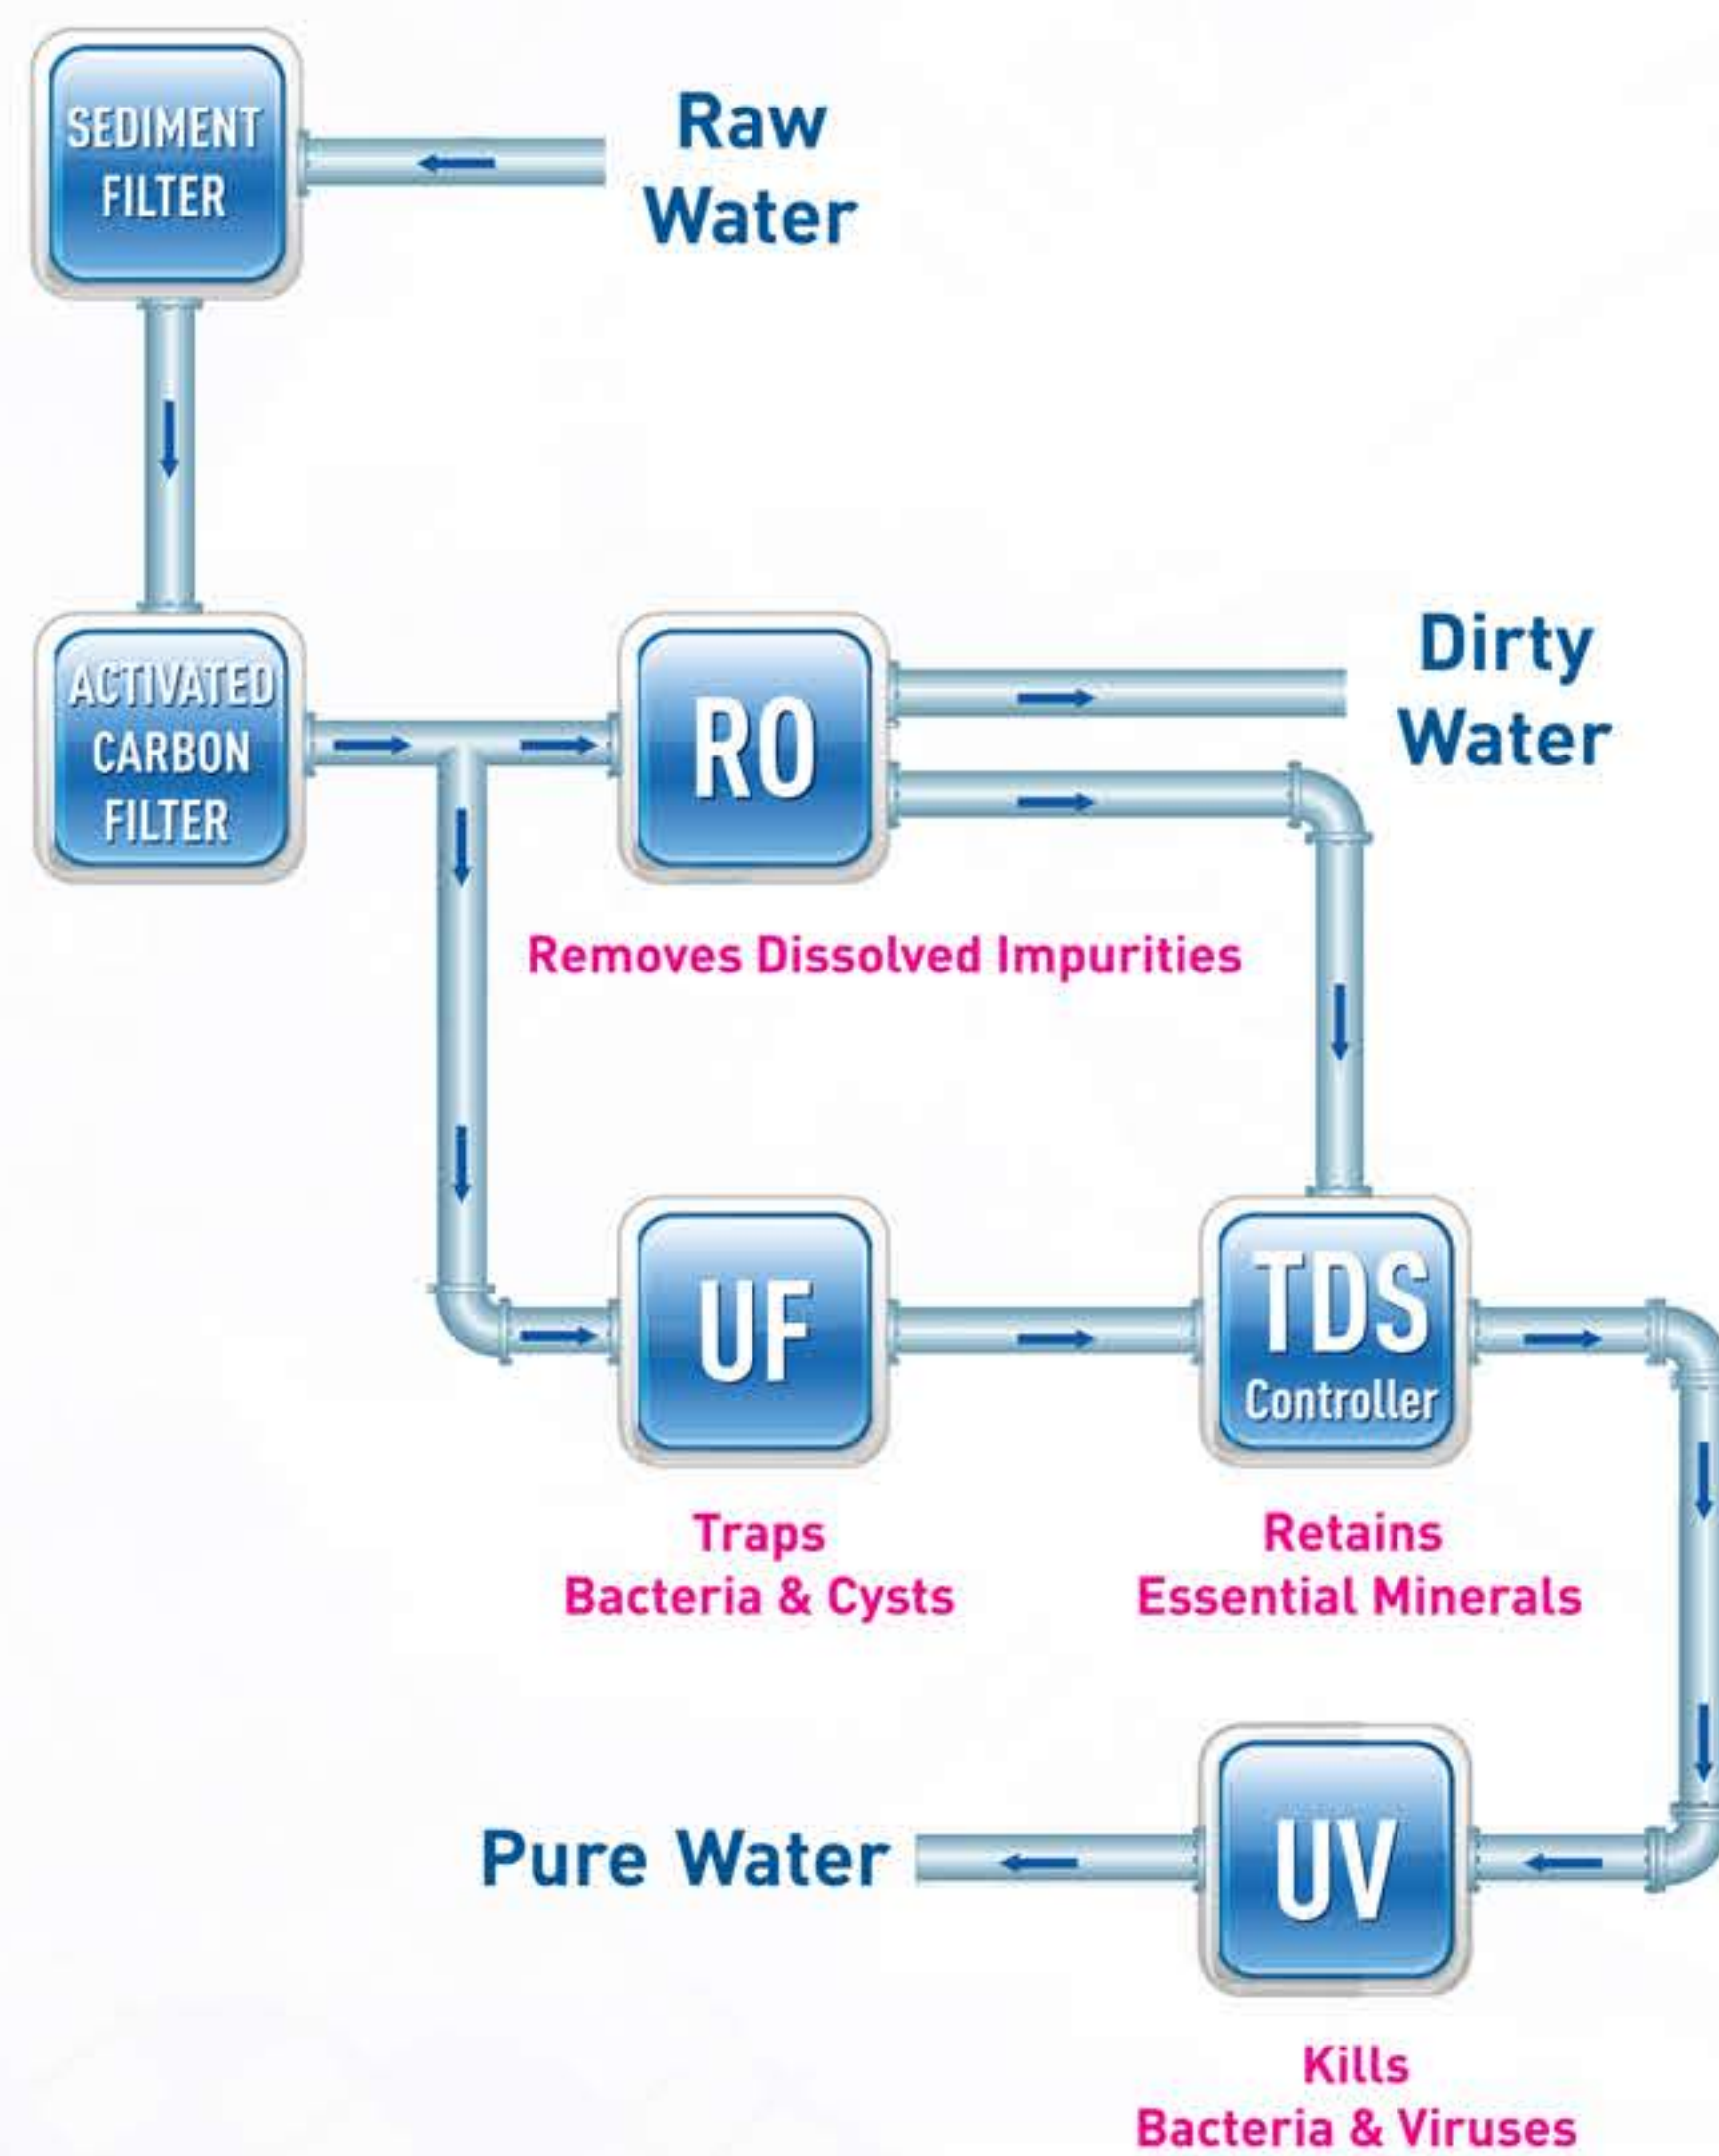 SEDIMENT
FILTER
Raw
Water
ACTIVATED
CARBON
FILTER
RO
Dirty
Water
Removes Dissolved Impurities
UF
TDS
Controller
Traps
Bacteria & Cysts
Retains
Essential Minerals
Pure Water
UV
Kills
Bacteria & Viruses